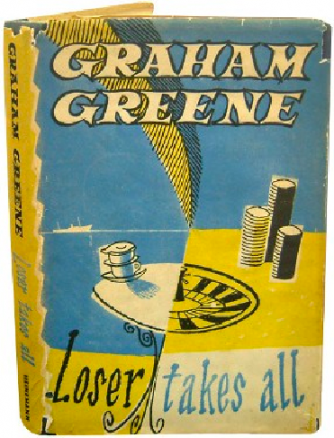 GRAHAM
GREENE
Loser takes all
GRAHAM GREENE
Loser takes all
HEINEMANN